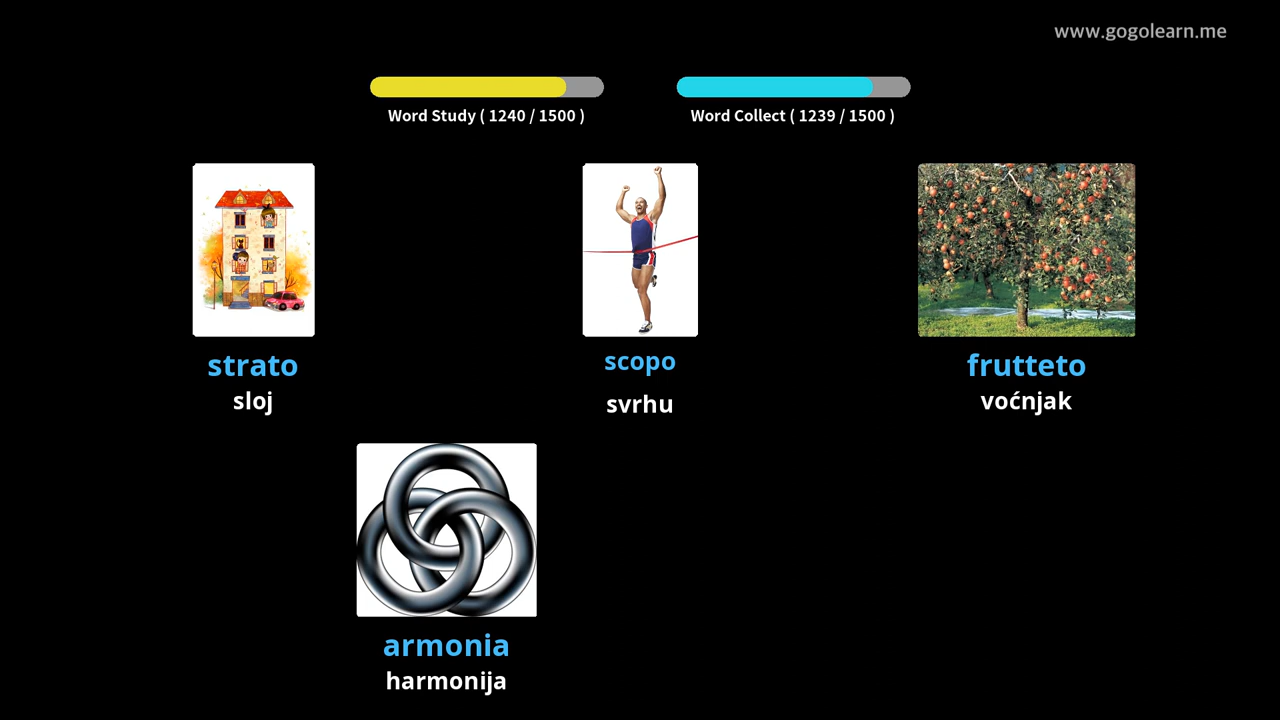 www.gogolearn.me
Word Study ( 1240 / 1500 )
Word Collect ( 1239 / 1500 )
strato
sloj
scopo
svrhu
frutteto
voćnjak
armonia
harmonija